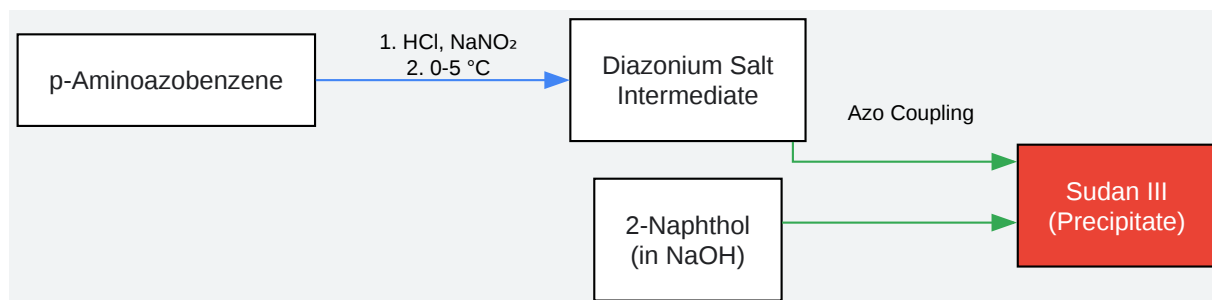 p-Aminoazobenzene
1. HCl, NaNO₂
2. 0-5 °C
Diazonium Salt
Intermediate
Azo Coupling
2-Naphthol
(in NaOH)
Sudan III
(Precipitate)